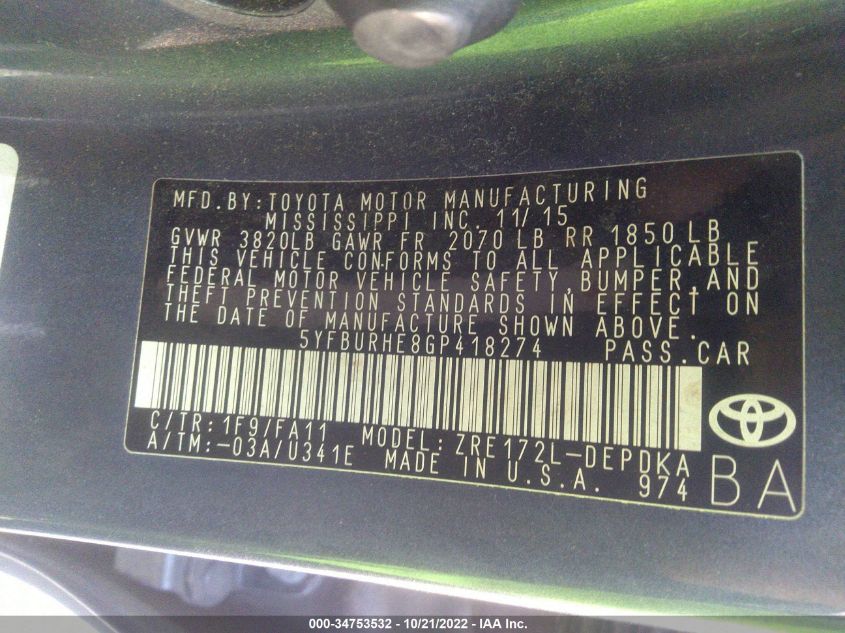 MFD.BY:TOYOTA MOTOR MANUFACTURING
MISSISSIPPI INC. 11/15
GVWR 3820LB GAWR FR 2070 LB RR 1850 LB
THIS VEHICLE CONFORMS TO ALL APPLICABLE
FEDERAL MOTOR VEHICLE SAFETY,BUMPER,AND
THEFT PREVENTION STANDARDS IN EFFECT ON
THE DATE OF MANUFACTURE SHOWN ABOVE.
5YFBURHE8GP418274 PASS.CAR
C/TR:1F9/FA11 MODEL:ZRE172L-DEPDKA
A/TM:-03A/U341E MADE IN U.S.A. 974
BA
000-34753532 - 10/21/2022 - IAA Inc.